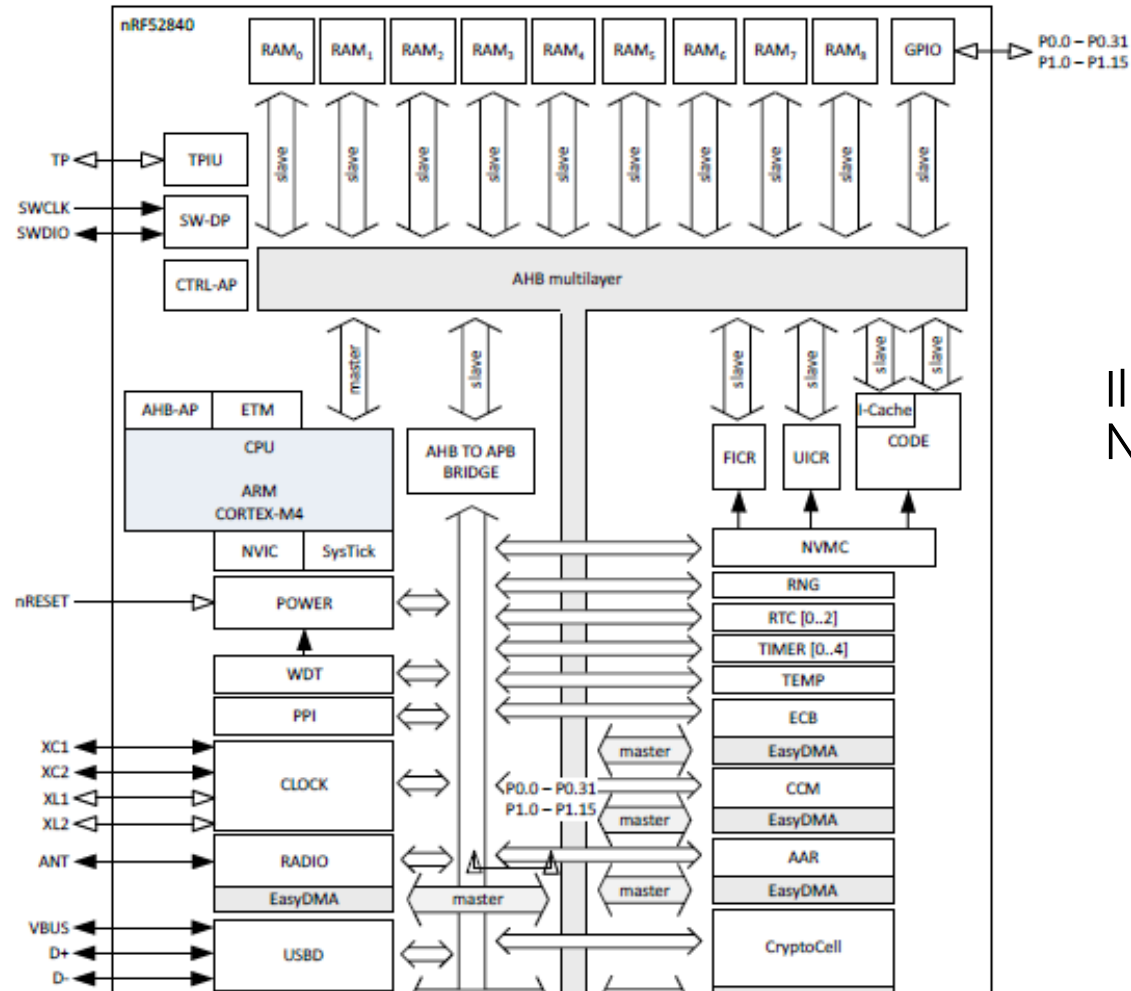 nRF52840
RAM0 RAM1 RAM2 RAM3 RAM4 RAM5 RAM6 RAM7 RAM8 GPIO
P0.0 – P0.31
P1.0 – P1.15
slave slave slave slave slave slave slave slave slave slave
TP TPIU
SWCLK
SW-DP
SWDIO
CTRL-AP
AHB multilayer
master slave slave slave slave slave
AHB-AP ETM
CPU
ARM
CORTEX-M4
NVIC SysTick
AHB TO APB
BRIDGE
FICR UICR
I-Cache
CODE
NVMC
RNG
nRESET POWER
RTC [0..2]
TIMER [0..4]
WDT
TEMP
PPI
ECB
master EasyDMA
XC1
XC2
XL1
XL2
CLOCK
P0.0 – P0.31
P1.0 – P1.15
CCM
master EasyDMA
ANT RADIO
AAR
EasyDMA master
master EasyDMA
VBUS
D+
D-
USBD
CryptoCell